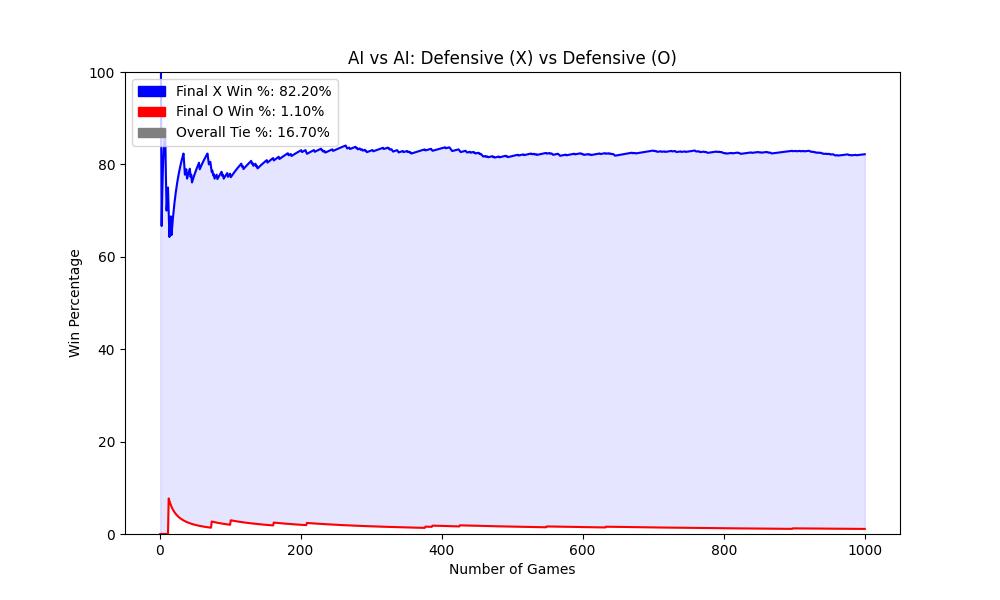 AI vs AI: Defensive (X) vs Defensive (O)
Final X Win %: 82.20%
Final O Win %: 1.10%
Overall Tie %: 16.70%
Win Percentage
100
80
60
40
20
0
0 200 400 600 800 1000
Number of Games